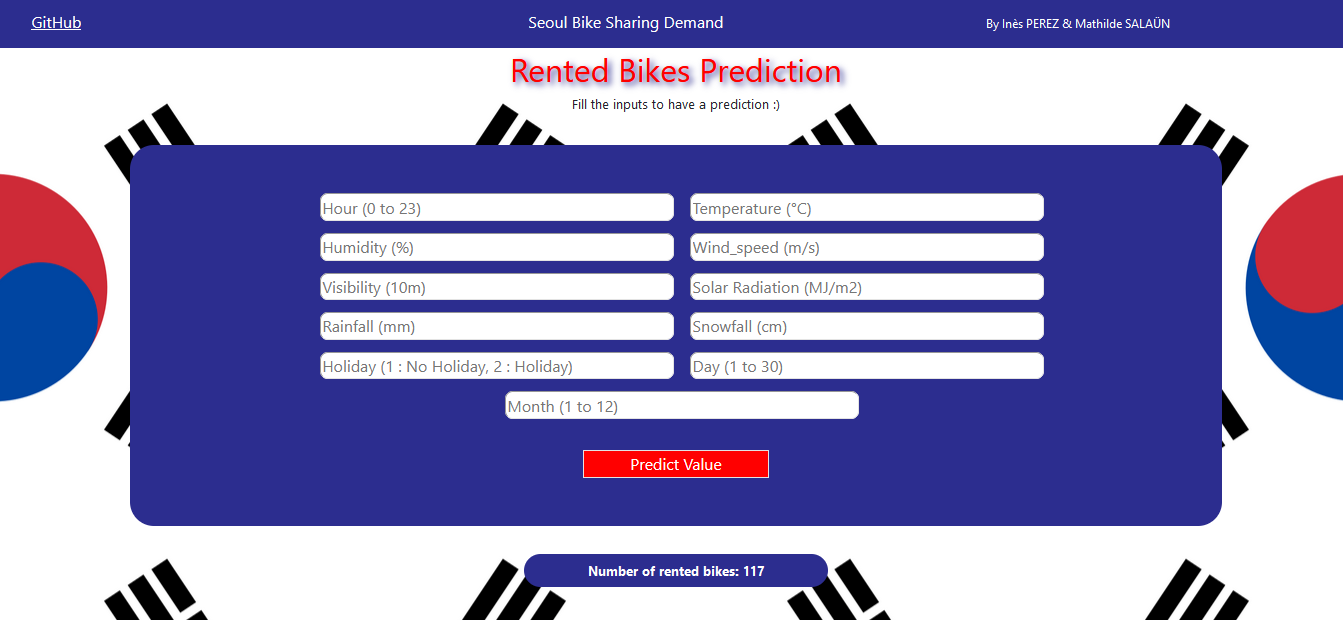 GitHub
Seoul Bike Sharing Demand
By Inès PEREZ & Mathilde SALAÜN
Rented Bikes Prediction
Fill the inputs to have a prediction :)
Hour (0 to 23)
Temperature (°C)
Humidity (%)
Wind_speed (m/s)
Visibility (10m)
Solar Radiation (MJ/m2)
Rainfall (mm)
Snowfall (cm)
Holiday (1 : No Holiday, 2 : Holiday)
Day (1 to 30)
Month (1 to 12)
Predict Value
Number of rented bikes: 117